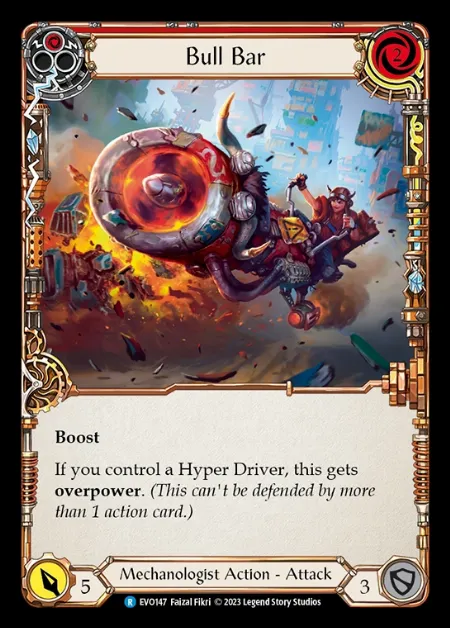 Bull Bar
2
Boost
If you control a Hyper Driver, this gets
overpower. (This can't be defended by more
than 1 action card.)
5
Mechanologist Action - Attack
3
R EVO147 Faizal Fikri © 2023 Legend Story Studios